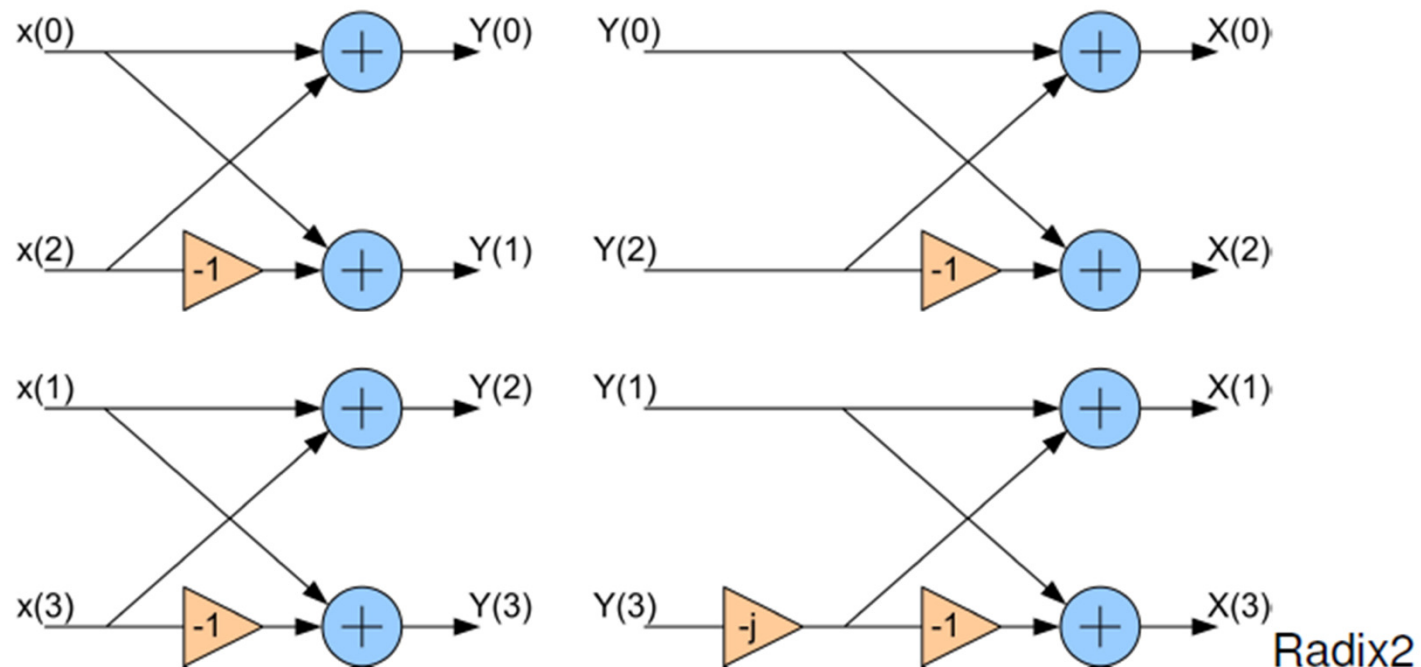 x(0) Y(0) Y(0) X(0)
x(2) -1 Y(1) Y(2) -1 X(2)
x(1) Y(2) Y(1) X(1)
x(3) -1 Y(3) Y(3) -j -1 X(3)
Radix2